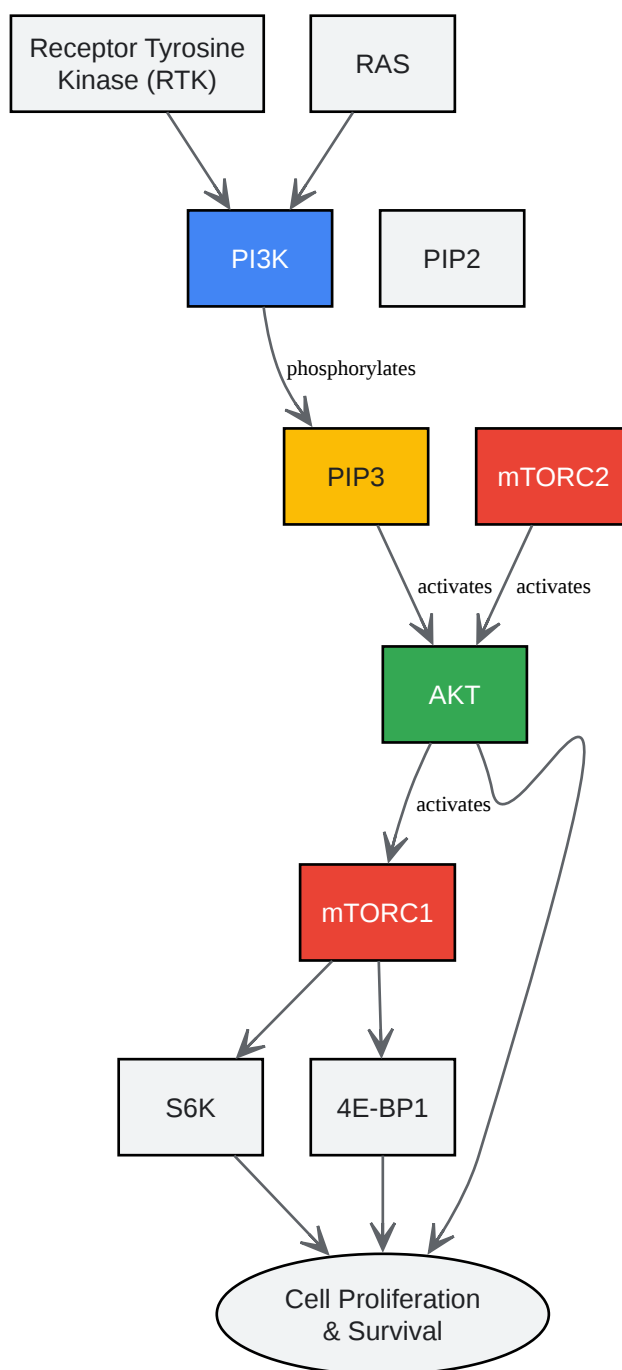 Receptor Tyrosine
Kinase (RTK)
RAS
PI3K
PIP2
phosphorylates
PIP3
mTORC2
activates
activates
AKT
activates
mTORC1
S6K
4E-BP1
Cell Proliferation
& Survival